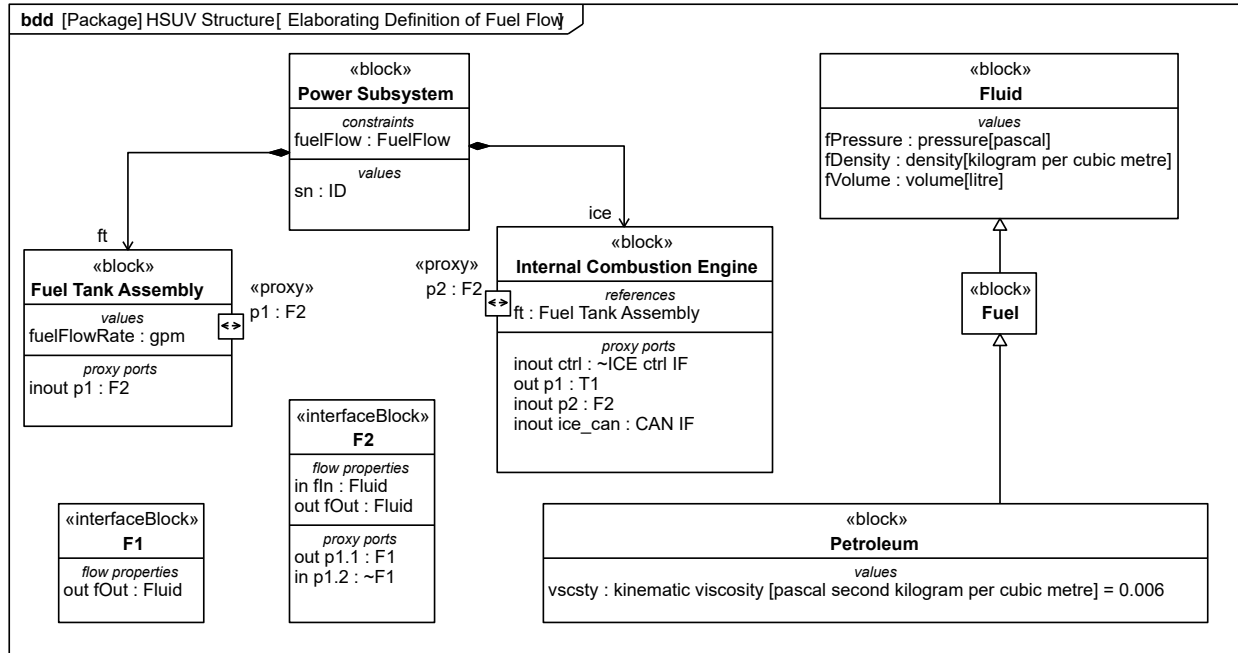 bdd [Package] HSUV Structure[ Elaborating Definition of Fuel Flow]
«block»
Power Subsystem
constraints
fuelFlow : FuelFlow
values
sn : ID
«block»
Fluid
values
fPressure : pressure[pascal]
fDensity : density[kilogram per cubic metre]
fVolume : volume[litre]
ft
ice
«block»
Fuel Tank Assembly
values
fuelFlowRate : gpm
proxy ports
inout p1 : F2
«proxy»
p1 : F2
«proxy»
p2 : F2
«block»
Internal Combustion Engine
references
ft : Fuel Tank Assembly
proxy ports
inout ctrl : ~ICE ctrl IF
out p1 : T1
inout p2 : F2
inout ice_can : CAN IF
«block»
Fuel
«interfaceBlock»
F2
flow properties
in fIn : Fluid
out fOut : Fluid
proxy ports
out p1.1 : F1
in p1.2 : ~F1
«interfaceBlock»
F1
flow properties
out fOut : Fluid
«block»
Petroleum
values
vscsty : kinematic viscosity [pascal second kilogram per cubic metre] = 0.006